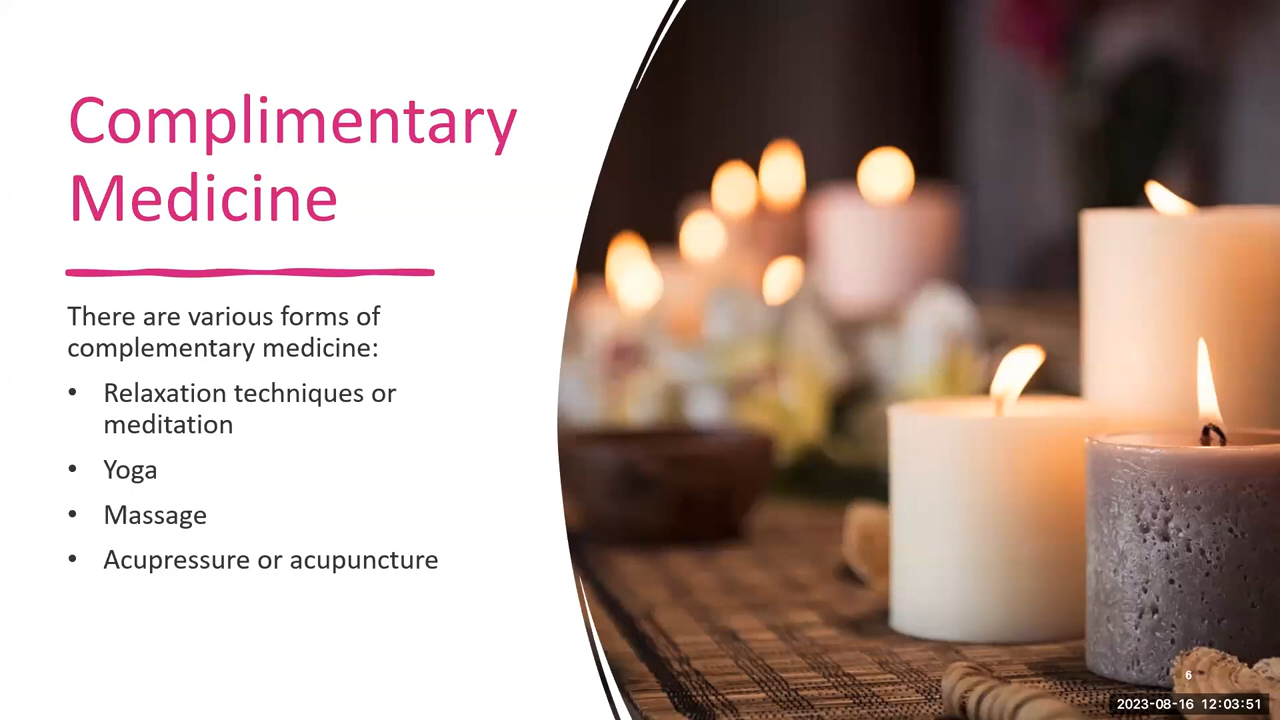 Complimentary
Medicine
There are various forms of
complementary medicine:
• Relaxation techniques or
meditation
• Yoga
• Massage
• Acupressure or acupuncture
6
2023-08-16 12:03:51